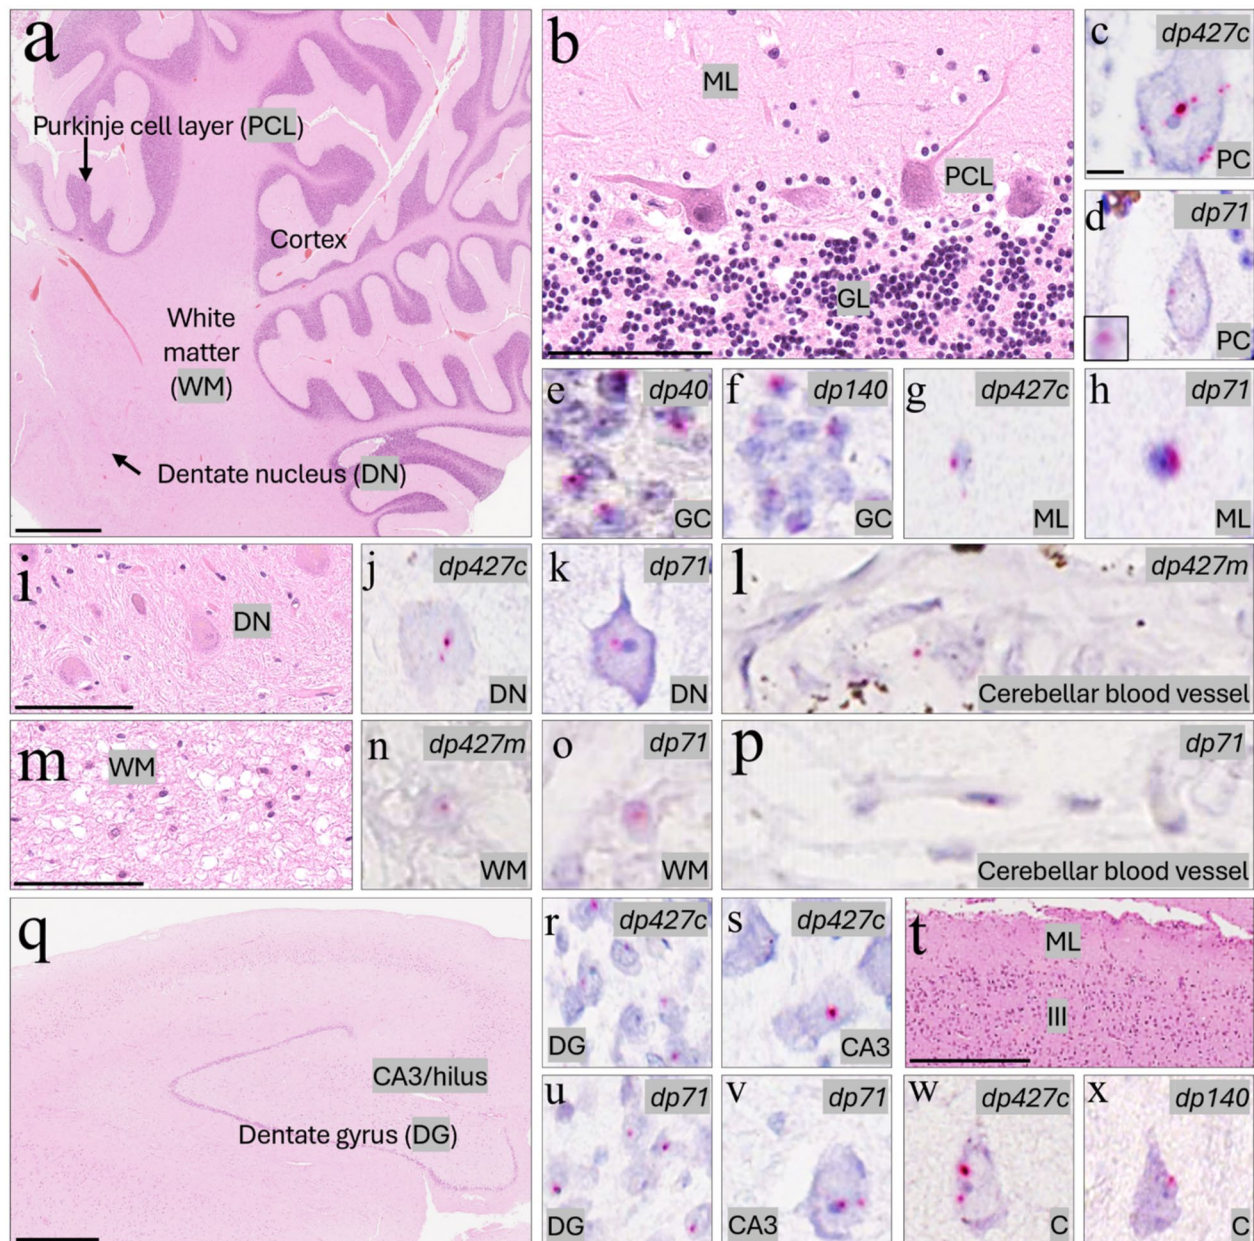 a
Purkinje cell layer (PCL)
Cortex
White
matter
(WM)
Dentate nucleus (DN)
b
ML
PCL
GL
c
dp427c
PC
d
dp71
PC
e
dp40
GC
f
dp140
GC
g
dp427c
ML
h
dp71
ML
i
DN
j
dp427c
DN
k
dp71
DN
l
dp427m
Cerebellar blood vessel
m
WM
n
dp427m
WM
o
dp71
WM
p
dp71
Cerebellar blood vessel
q
CA3/hilus
Dentate gyrus (DG)
r
dp427c
DG
s
dp427c
CA3
t
ML
III
u
dp71
DG
v
dp71
CA3
w
dp427c
C
x
dp140
C